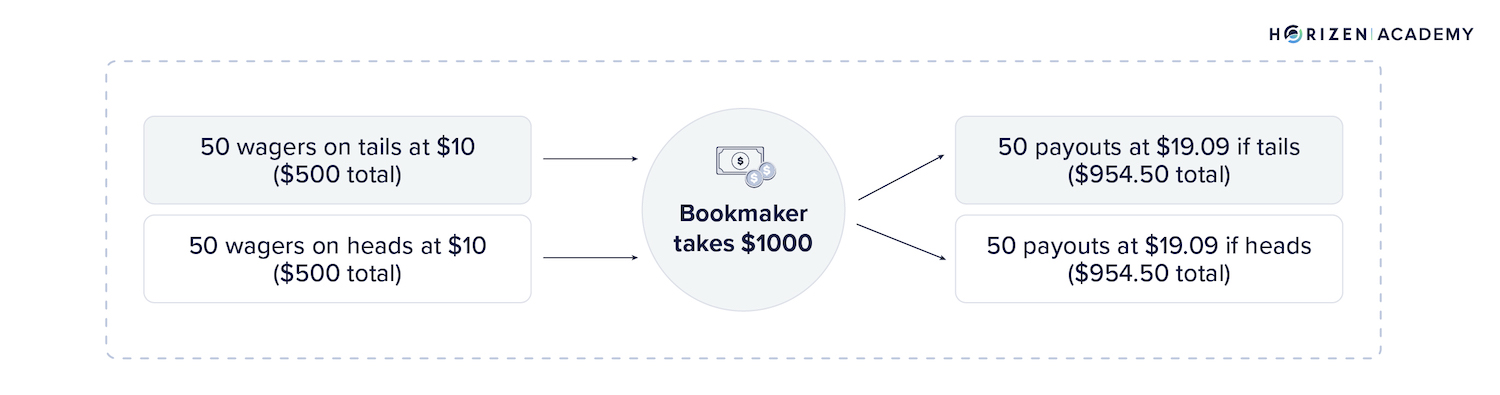 HORIZEN | ACADEMY
50 wagers on tails at $10
($500 total)
50 wagers on heads at $10
($500 total)
$
$
$
Bookmaker
takes $1000
50 payouts at $19.09 if tails
($954.50 total)
50 payouts at $19.09 if heads
($954.50 total)